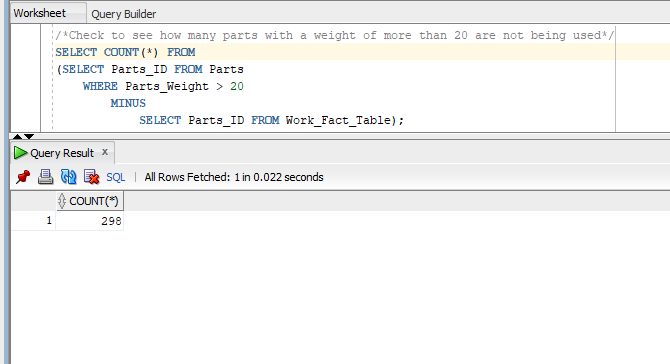 Worksheet Query Builder
/*Check to see how many parts with a weight of more than 20 are not being used*/
SELECT COUNT(*) FROM
(SELECT Parts_ID FROM Parts
WHERE Parts_Weight > 20
MINUS
SELECT Parts_ID FROM Work_Fact_Table);
Query Result x
SQL | All Rows Fetched: 1 in 0.022 seconds
COUNT(*)
1 298